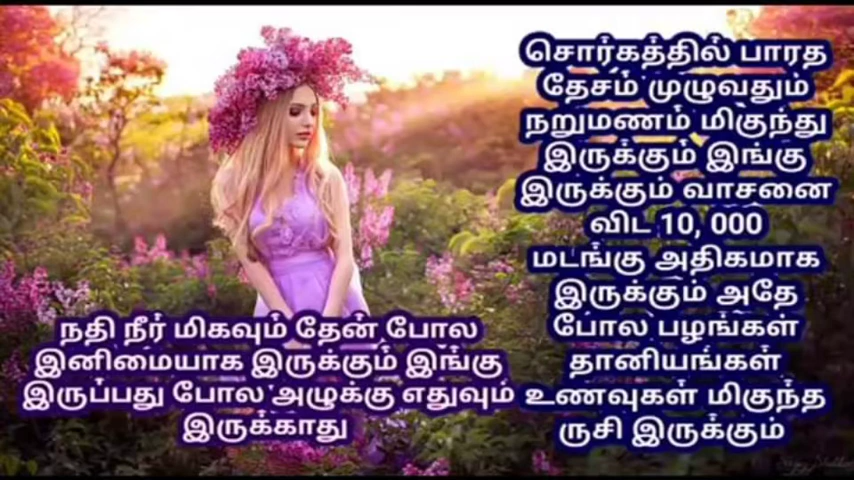 சொர்கத்தில் பாரத
தேசம் முழுவதும்
நறுமணம் மிகுந்து
இருக்கும் இங்கு
இருக்கும் வாசனை
விட 10, 000
மடங்கு அதிகமாக
இருக்கும் அதே
போல பழங்கள்
தானியங்கள்
உணவுகள் மிகுந்த
ருசி இருக்கும்
நதி நீர் மிகவும் தேன் போல
இனிமையாக இருக்கும் இங்கு
இருப்பது போல அழுக்கு எதுவும்
இருக்காது